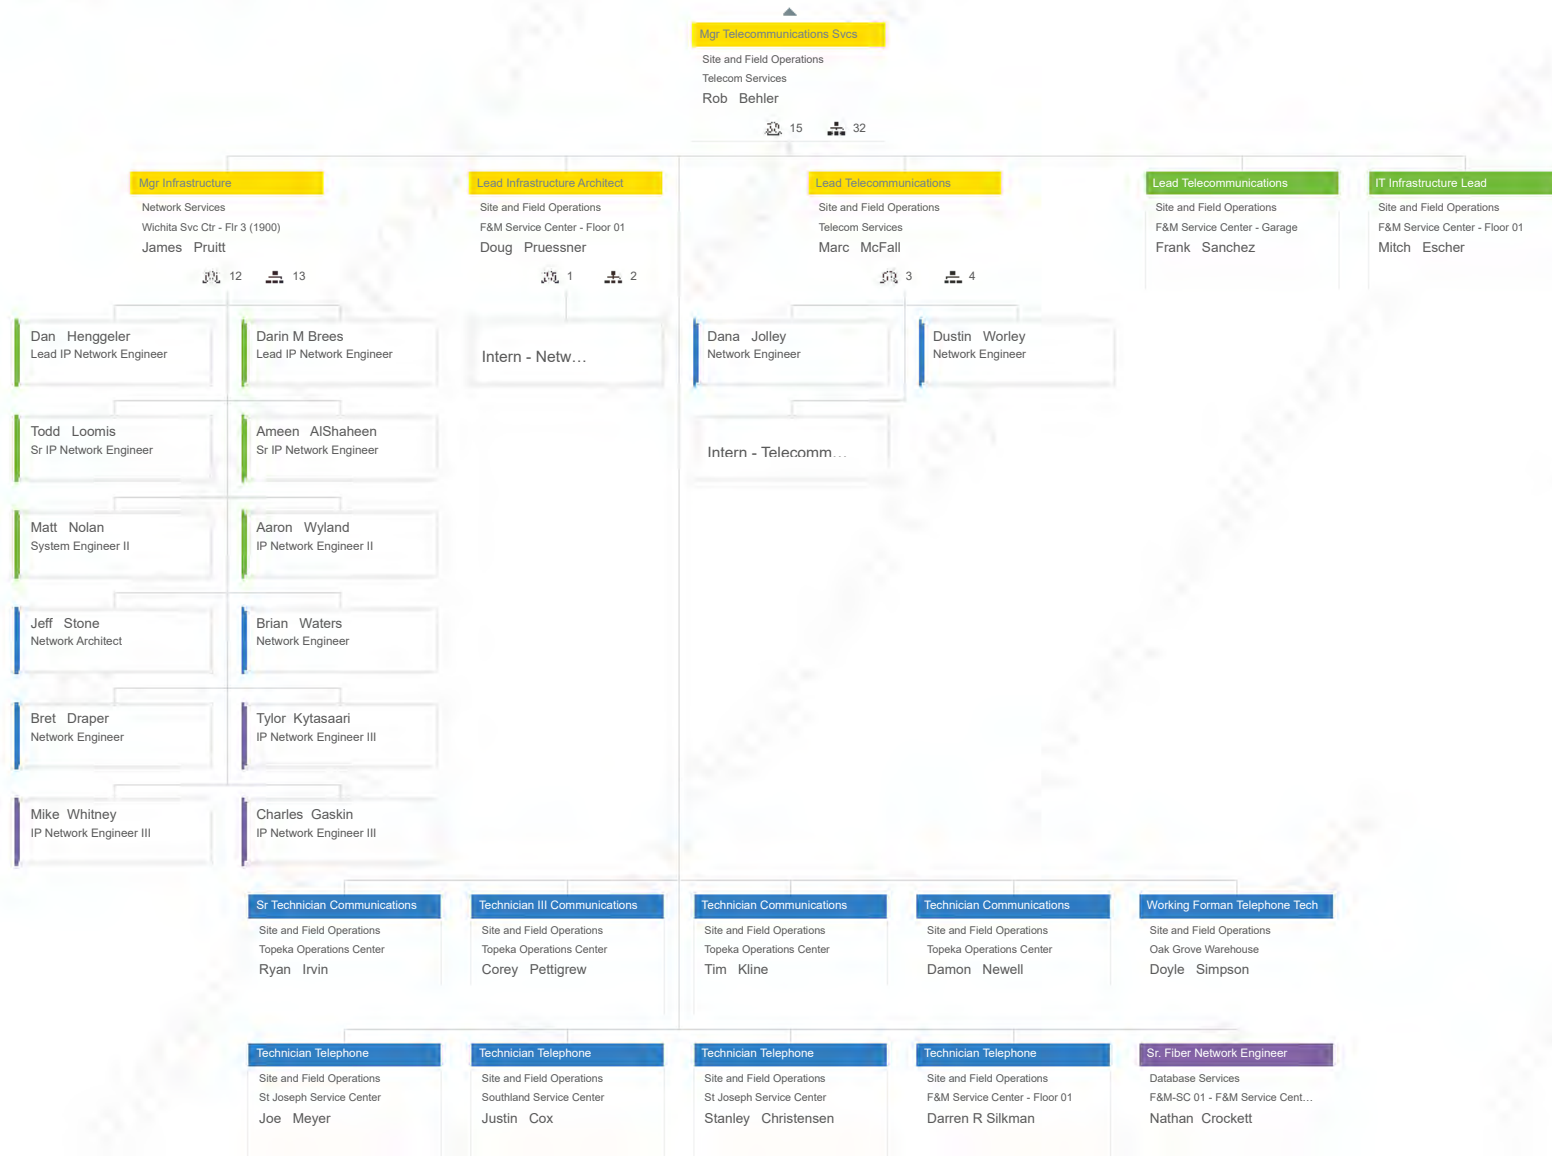 Mgr Telecommunications Svcs
Site and Field Operations
Telecom Services
Rob Behler
15 32
Mgr Infrastructure
Network Services
Wichita Svc Ctr - Flr 3 (1900)
James Pruitt
12 13
Lead Infrastructure Architect
Site and Field Operations
F&M Service Center - Floor 01
Doug Pruessner
1 2
Lead Telecommunications
Site and Field Operations
Telecom Services
Marc McFall
3 4
Lead Telecommunications
Site and Field Operations
F&M Service Center - Garage
Frank Sanchez
IT Infrastructure Lead
Site and Field Operations
F&M Service Center - Floor 01
Mitch Escher
Dan Henggeler
Lead IP Network Engineer
Darin M Brees
Lead IP Network Engineer
Intern - Netw...
Dana Jolley
Network Engineer
Dustin Worley
Network Engineer
Todd Loomis
Sr IP Network Engineer
Ameen AlShaheen
Sr IP Network Engineer
Intern - Telecomm...
Matt Nolan
System Engineer II
Aaron Wyland
IP Network Engineer II
Jeff Stone
Network Architect
Brian Waters
Network Engineer
Bret Draper
Network Engineer
Tylor Kytasaari
IP Network Engineer III
Mike Whitney
IP Network Engineer III
Charles Gaskin
IP Network Engineer III
Sr Technician Communications
Site and Field Operations
Topeka Operations Center
Ryan Irvin
Technician III Communications
Site and Field Operations
Topeka Operations Center
Corey Pettigrew
Technician Communications
Site and Field Operations
Topeka Operations Center
Tim Kline
Technician Communications
Site and Field Operations
Topeka Operations Center
Damon Newell
Working Forman Telephone Tech
Site and Field Operations
Oak Grove Warehouse
Doyle Simpson
Technician Telephone
Site and Field Operations
St Joseph Service Center
Joe Meyer
Technician Telephone
Site and Field Operations
Southland Service Center
Justin Cox
Technician Telephone
Site and Field Operations
St Joseph Service Center
Stanley Christensen
Technician Telephone
Site and Field Operations
F&M Service Center - Floor 01
Darren R Silkman
Sr. Fiber Network Engineer
Database Services
F&M-SC 01 - F&M Service Cent...
Nathan Crockett